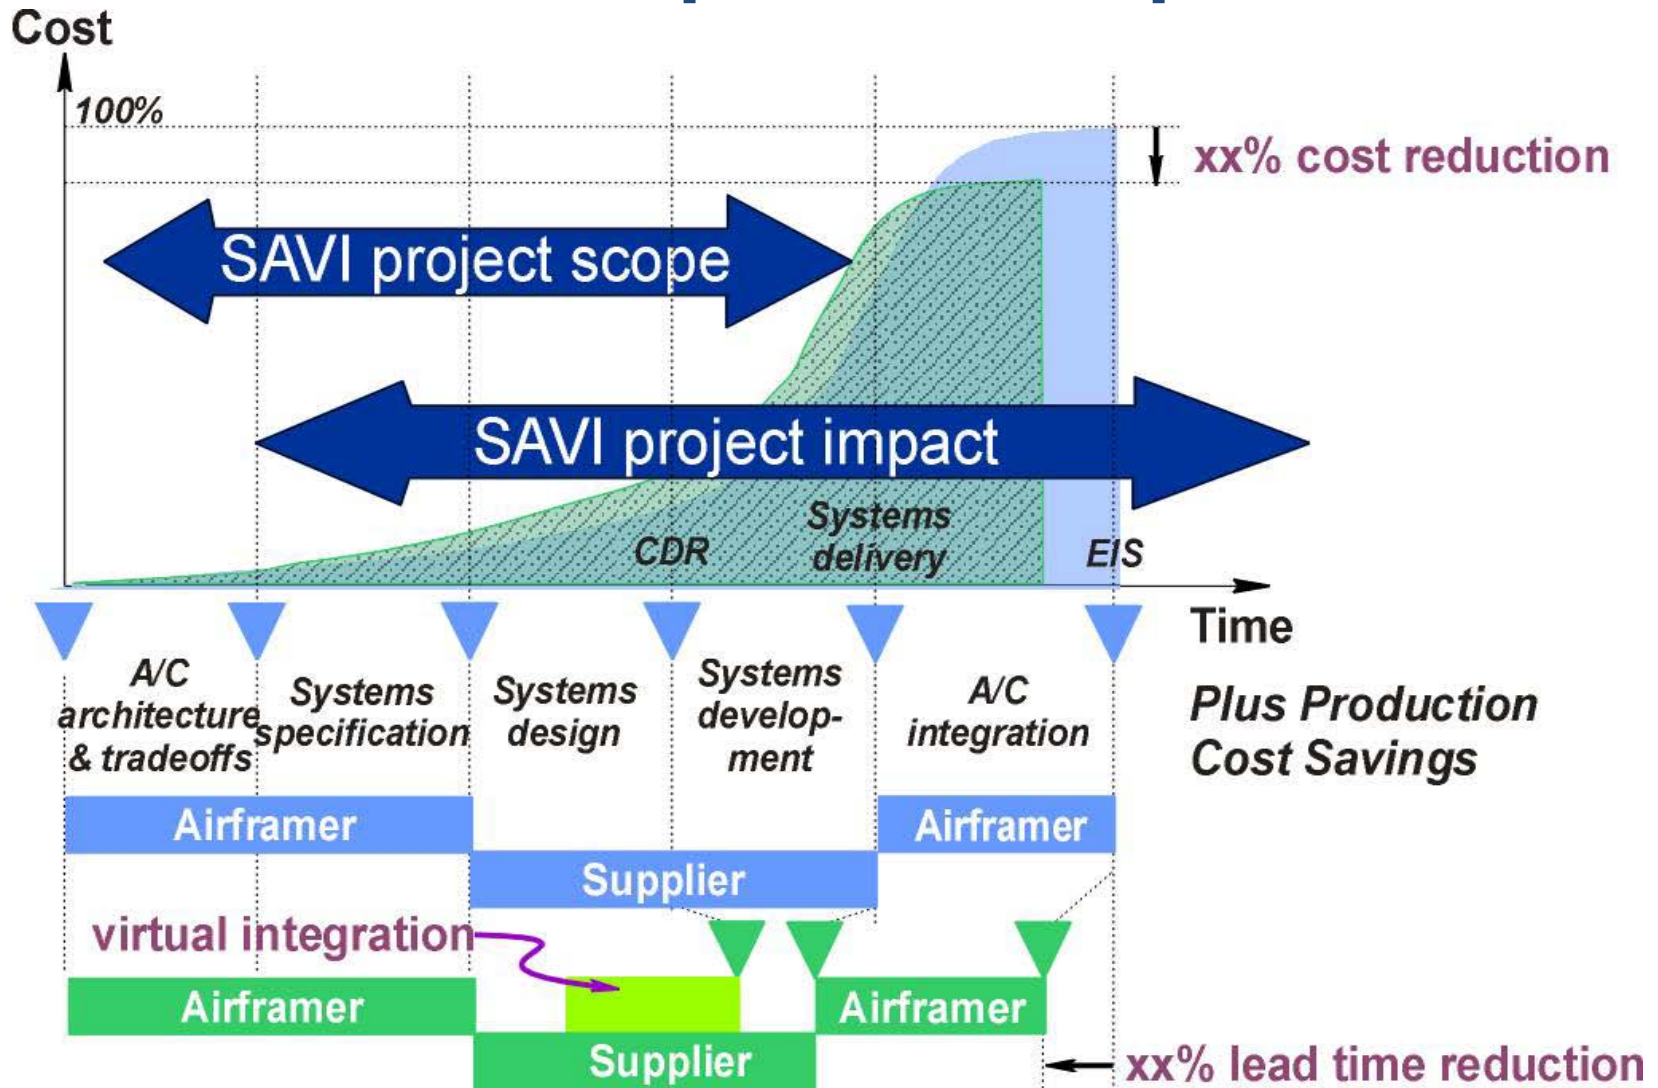 Cost
100%
xx% cost reduction
SAVI project scope
SAVI project impact
Systems
delivery
CDR
EIS
Time
A/C
architecture
& tradeoffs
Systems
specification
Systems
design
Systems
develop-
ment
A/C
integration
Plus Production
Cost Savings
Airframer
Airframer
Supplier
virtual integration
Airframer
Airframer
Supplier
xx% lead time reduction